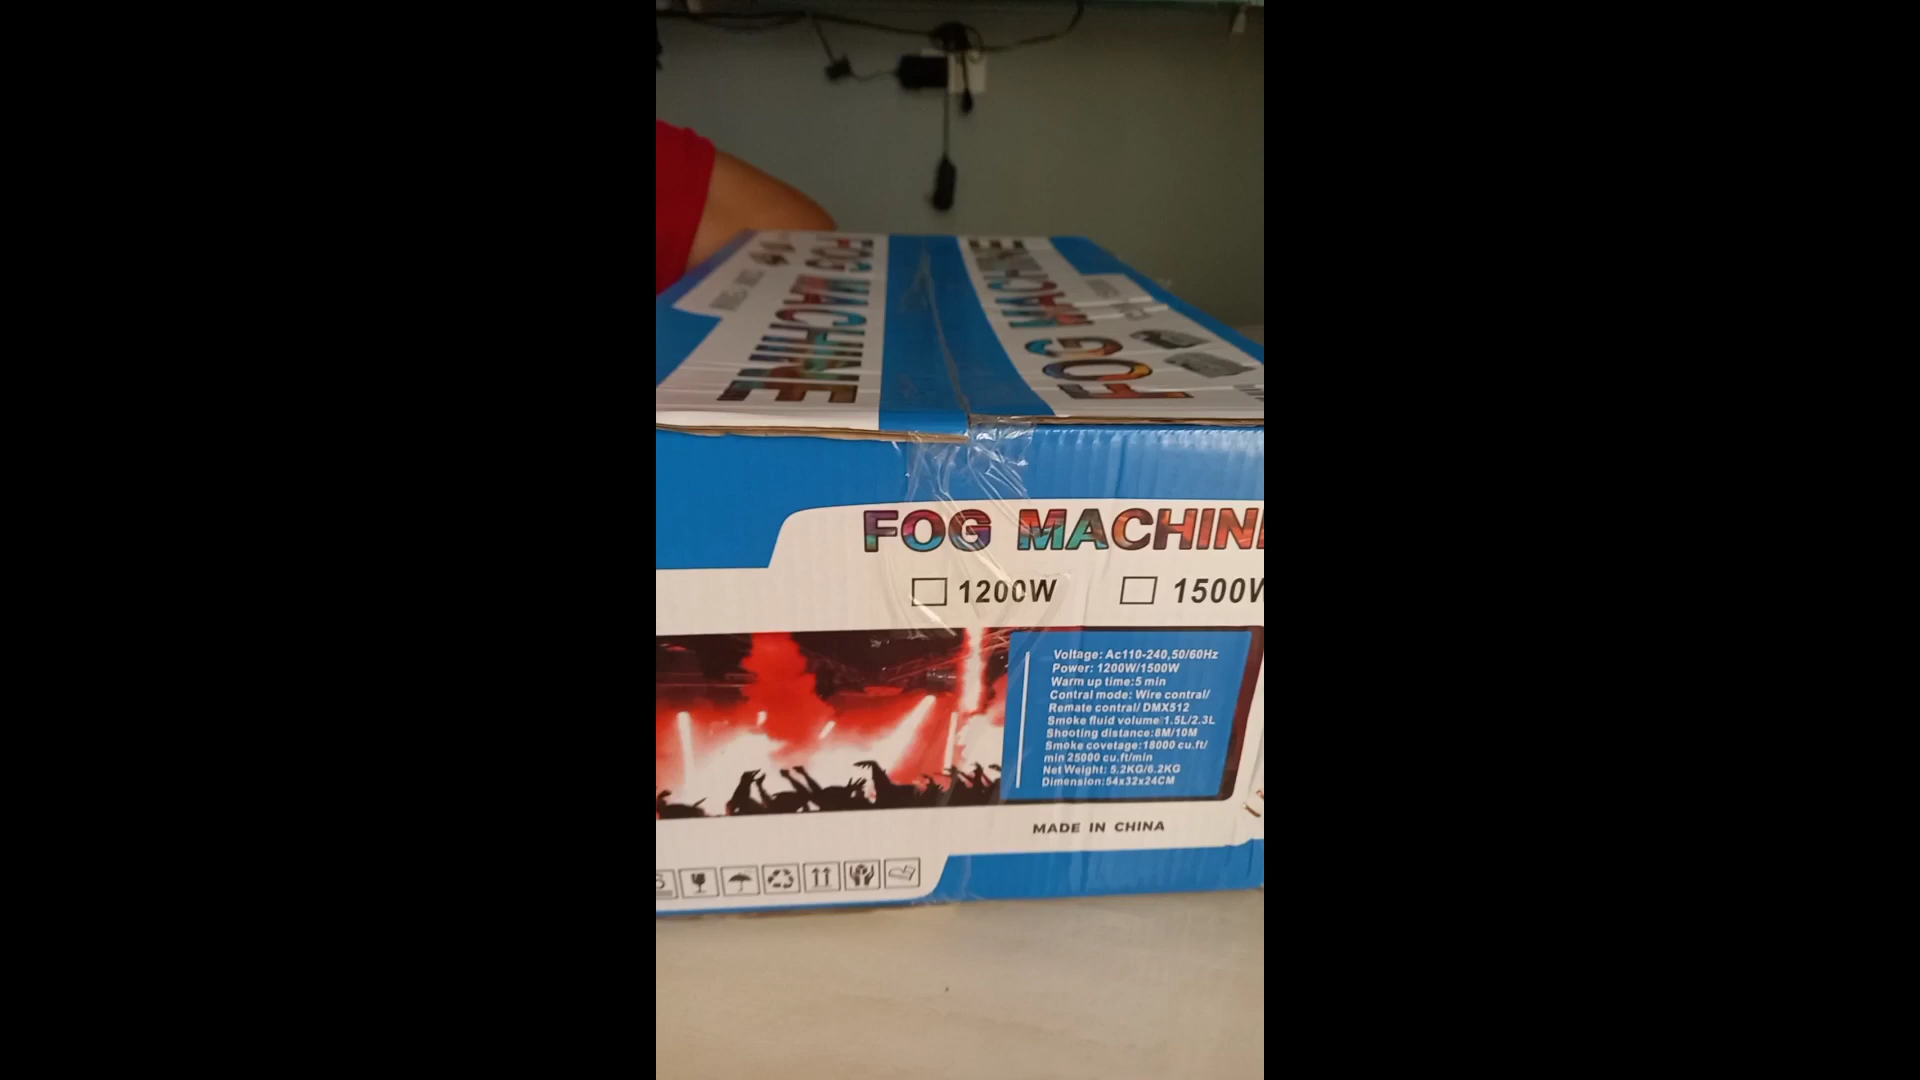 FOG MACHINE
FOG MACHINE
FOG MACHIN
1200W
1500W
Voltage: Ac110-240,50/60Hz
Power: 1200W/1500W
Warm up time:5 min
Contral mode: Wire contral/
Remate contral/ DMX512
Smoke fluid volume 1.5L/2.3L
Shooting distance:8M/10M
Smoke covetage:18000 cu.ft/
min 25000 cu.ft/min
Net Weight: 5.2KG/6.2KG
Dimension:54x32x24CM
MADE IN CHINA